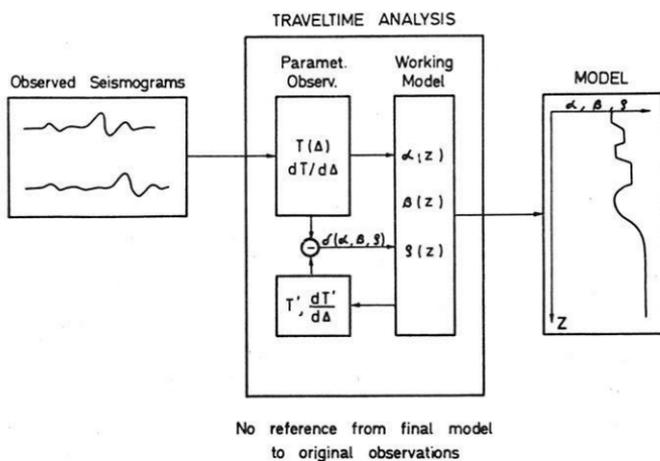 TRAVELTIME ANALYSIS
Observed Seismograms
Paramet.
Observ.
T(Δ)
dT/dΔ
Working
Model
α(z)
β(z)
ρ(z)
δ(α, β, ρ)
T', dT'/dΔ
MODEL
α, β, ρ
Z
No reference from final model
to original observations